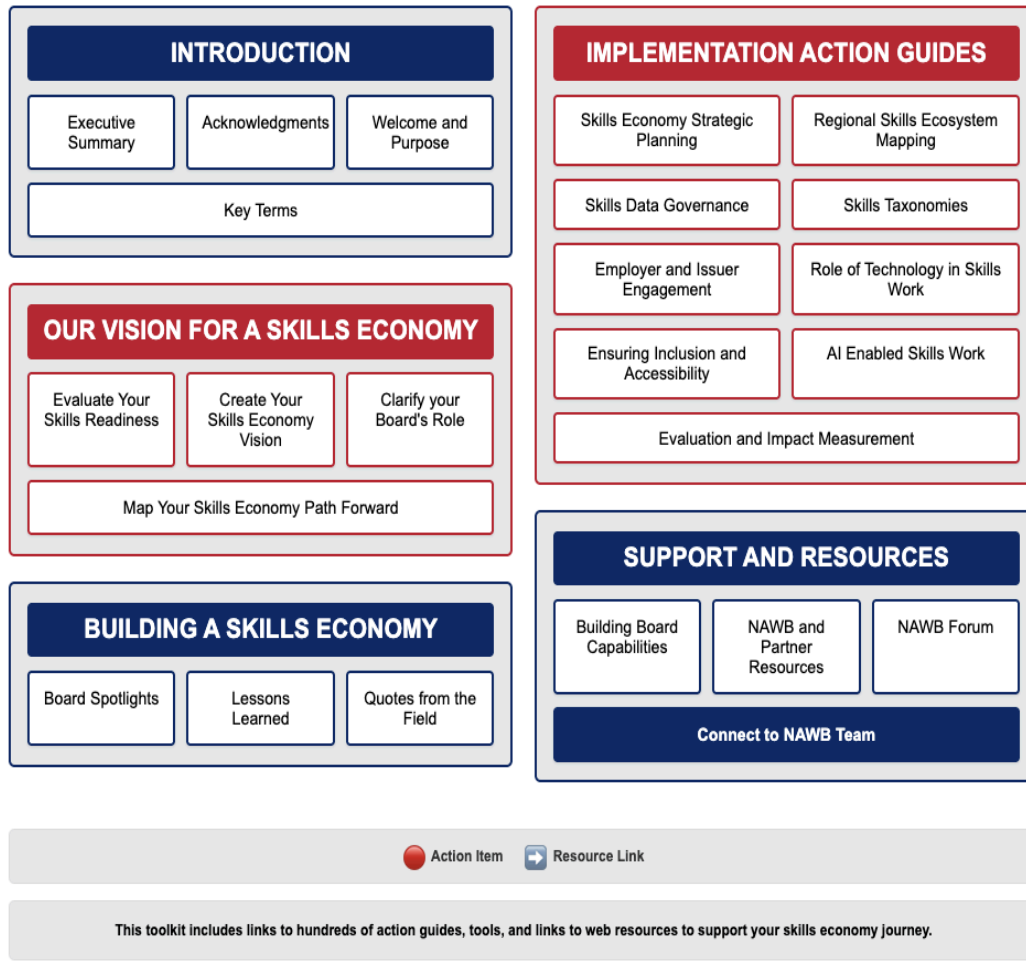 INTRODUCTION
Executive
Summary
Acknowledgments
Welcome and
Purpose
Key Terms
OUR VISION FOR A SKILLS ECONOMY
Evaluate Your
Skills Readiness
Create Your
Skills Economy
Vision
Clarify your
Board's Role
Map Your Skills Economy Path Forward
BUILDING A SKILLS ECONOMY
Board Spotlights
Lessons
Learned
Quotes from the
Field
IMPLEMENTATION ACTION GUIDES
Skills Economy Strategic
Planning
Regional Skills Ecosystem
Mapping
Skills Data Governance
Skills Taxonomies
Employer and Issuer
Engagement
Role of Technology in Skills
Work
Ensuring Inclusion and
Accessibility
AI Enabled Skills Work
Evaluation and Impact Measurement
SUPPORT AND RESOURCES
Building Board
Capabilities
NAWB and
Partner
Resources
NAWB Forum
Connect to NAWB Team
Action Item
Resource Link
This toolkit includes links to hundreds of action guides, tools, and links to web resources to support your skills economy journey.